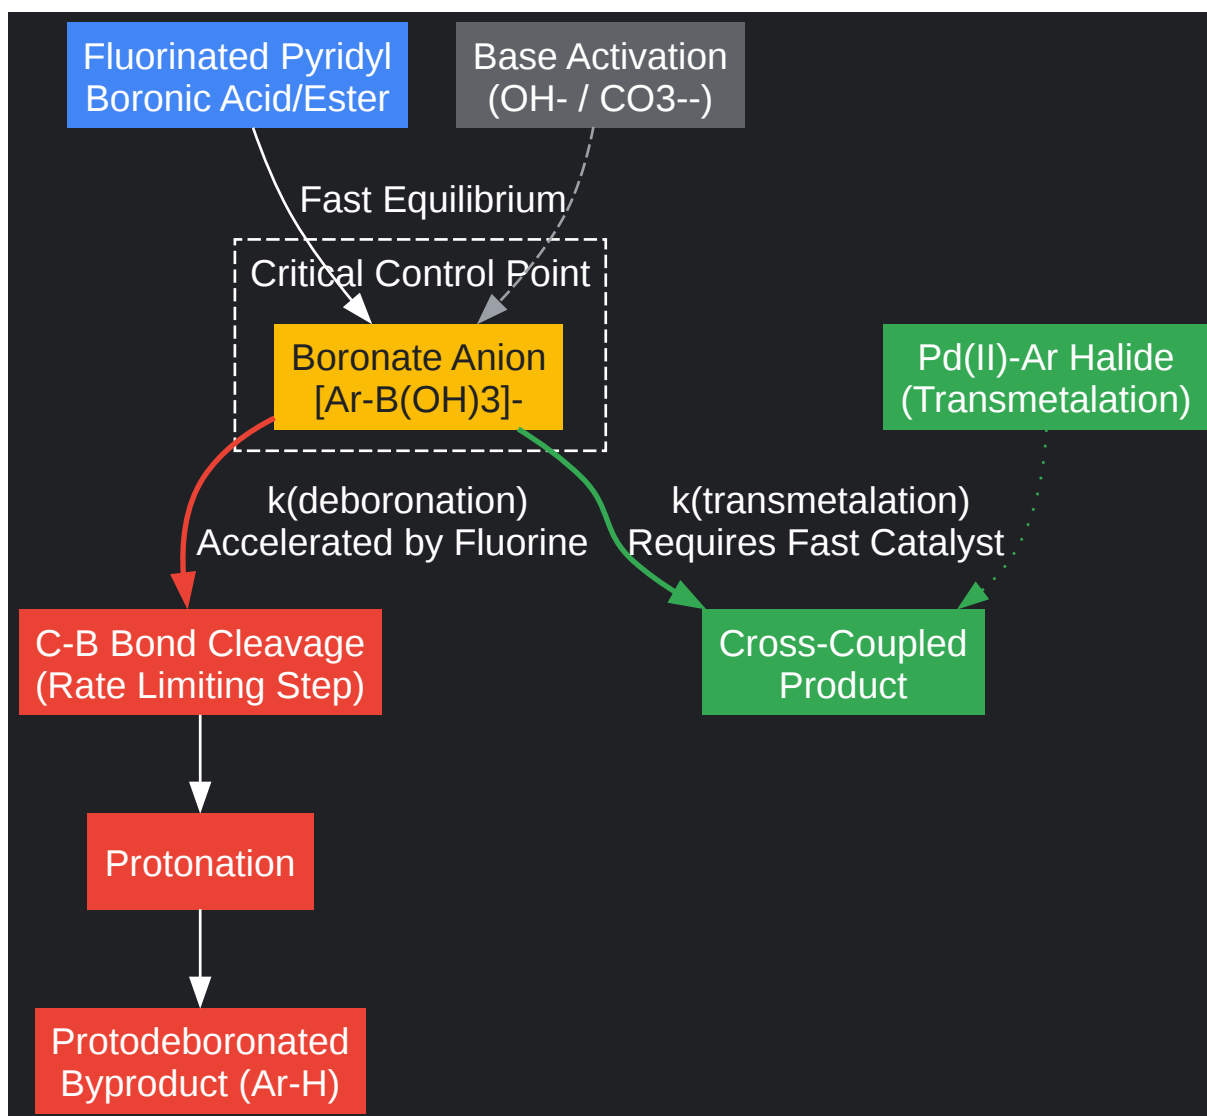 Fluorinated Pyridyl
Boronic Acid/Ester
Base Activation
(OH- / CO3--)
Fast Equilibrium
Critical Control Point
Boronate Anion
[Ar-B(OH)3]-
Pd(II)-Ar Halide
(Transmetalation)
k(deboronation)
Accelerated by Fluorine
k(transmetalation)
Requires Fast Catalyst
C-B Bond Cleavage
(Rate Limiting Step)
Cross-Coupled
Product
Protonation
Protodeboronated
Byproduct (Ar-H)